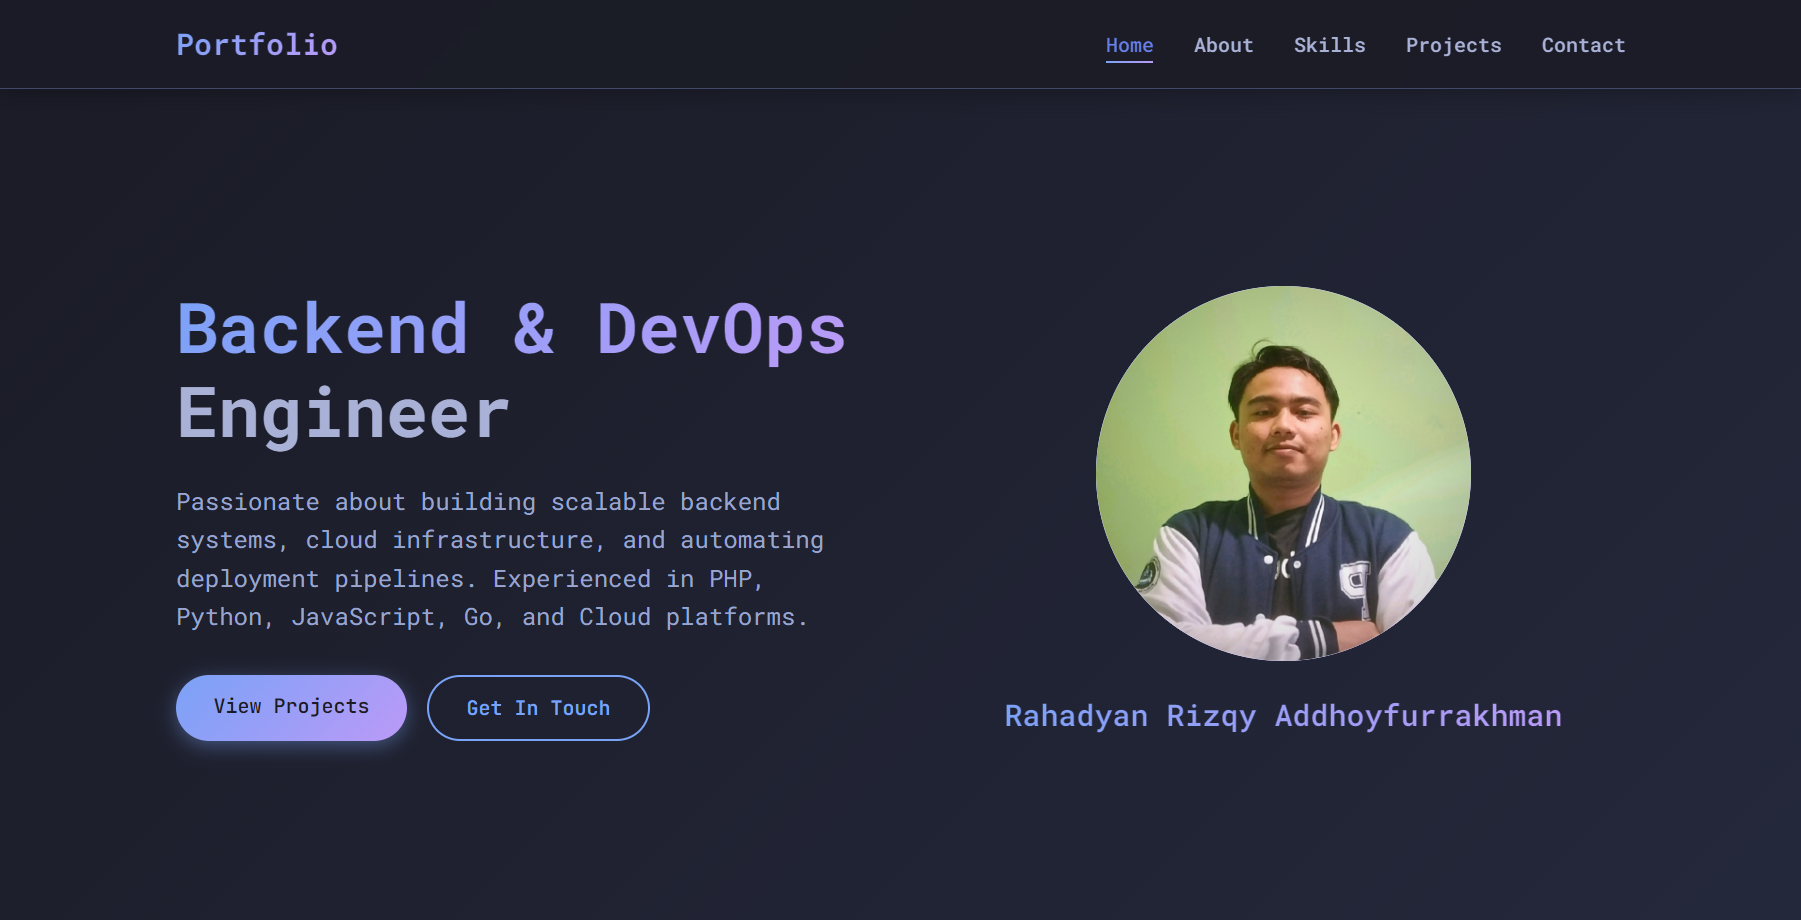 Portfolio
Home
About
Skills
Projects
Contact
Backend & DevOps
Engineer
Passionate about building scalable backend
systems, cloud infrastructure, and automating
deployment pipelines. Experienced in PHP,
Python, JavaScript, Go, and Cloud platforms.
View Projects
Get In Touch
P
Rahadyan Rizqy Addhoyfurrakhman